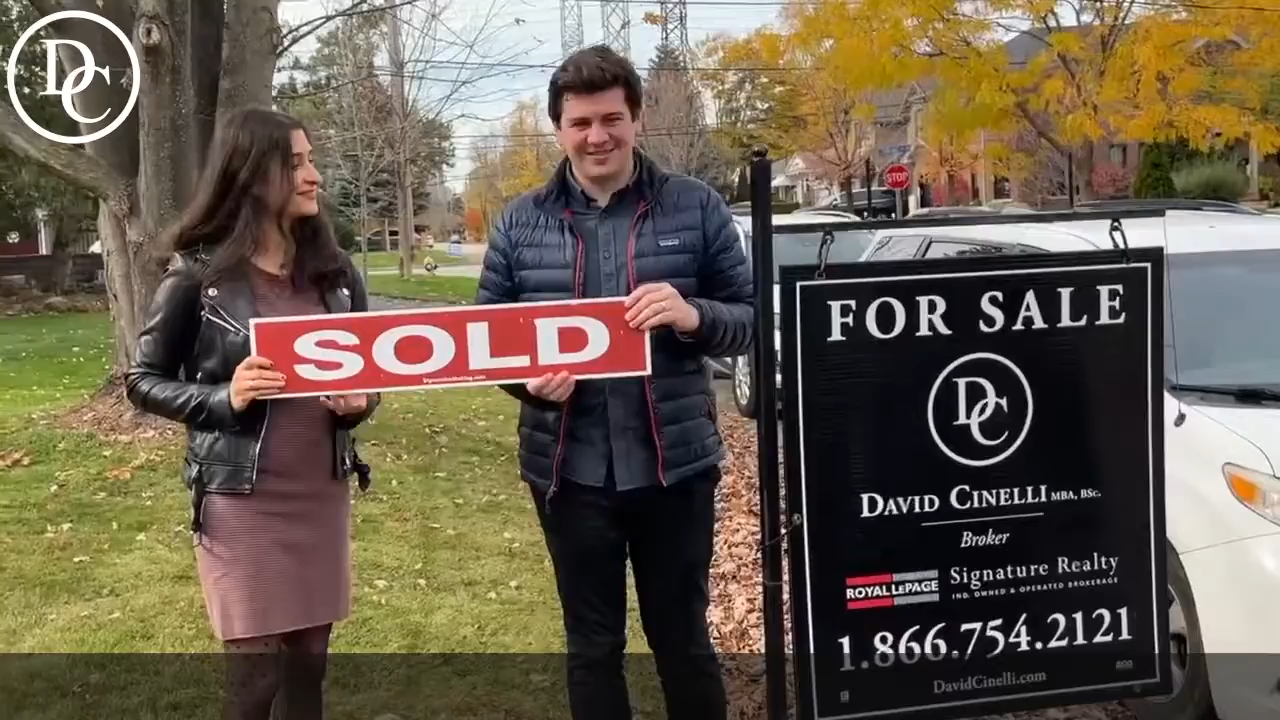 DC
STOP
SOLD
patagonia
FOR SALE
DC
DAVID CINELLI MBA, BSc.
Broker
ROYAL LEPAGE
Signature Realty
IND. OWNED & OPERATED BROKERAGE
1.866.754.2121
DavidCinelli.com